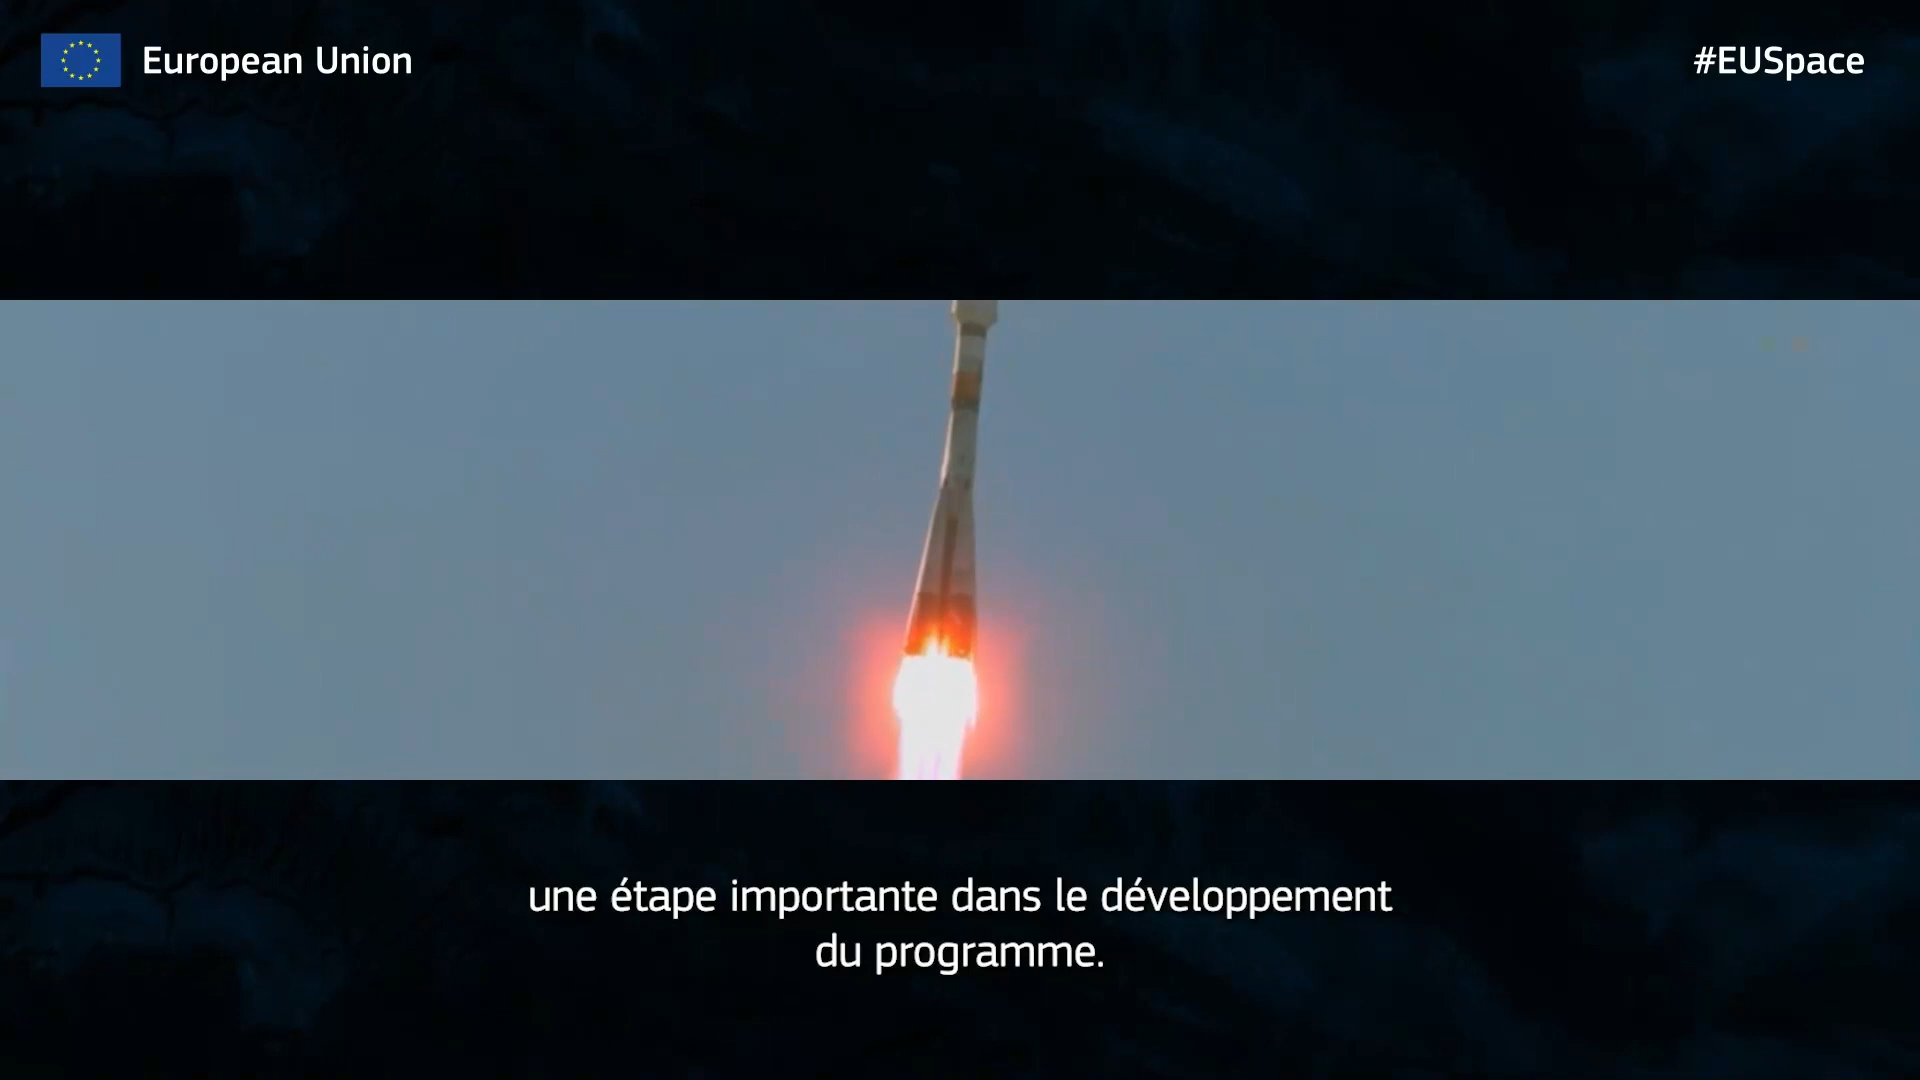 European Union
#EUSpace
une étape importante dans le développement
du programme.